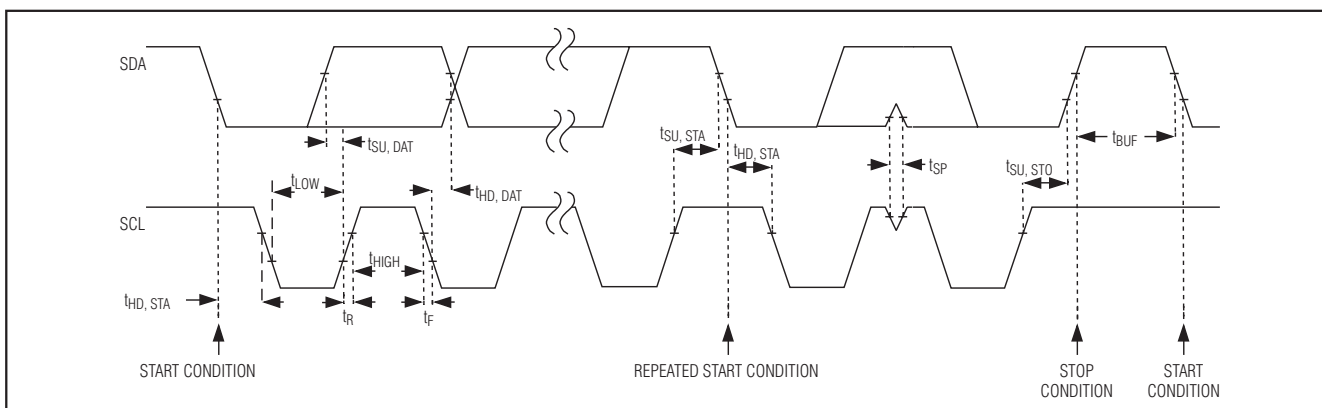 SDA
tSU, STA
tSU, DAT
tHD, STA
tSP
tBUF
tSU, STO
tLOW
tHD, DAT
SCL
tHIGH
tHD, STA
tR
tF
START CONDITION
REPEATED START CONDITION
STOP
CONDITION
START
CONDITION